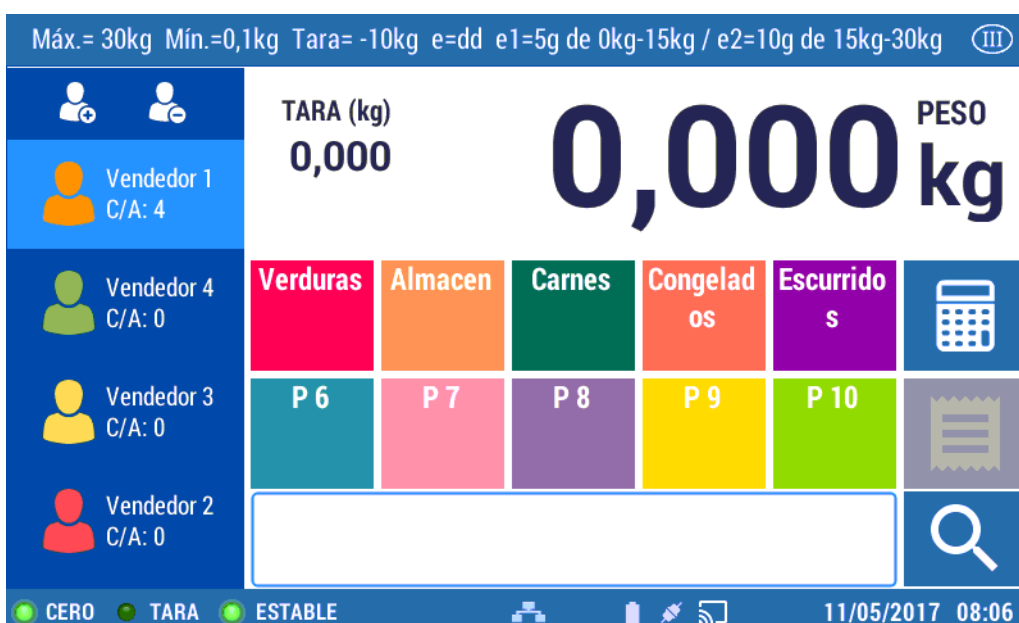 Máx.= 30kg Mín.=0,1kg Tara= -10kg e=dd e1=5g de 0kg-15kg / e2=10g de 15kg-30kg III
TARA (kg)
0,000
0,000
PESO
kg
Vendedor 1
C/A: 4
Vendedor 4
C/A: 0
Vendedor 3
C/A: 0
Vendedor 2
C/A: 0
Verduras
Almacen
Carnes
Congelad
os
Escurrido
s
P 6
P 7
P 8
P 9
P 10
CERO TARA ESTABLE 11/05/2017 08:06